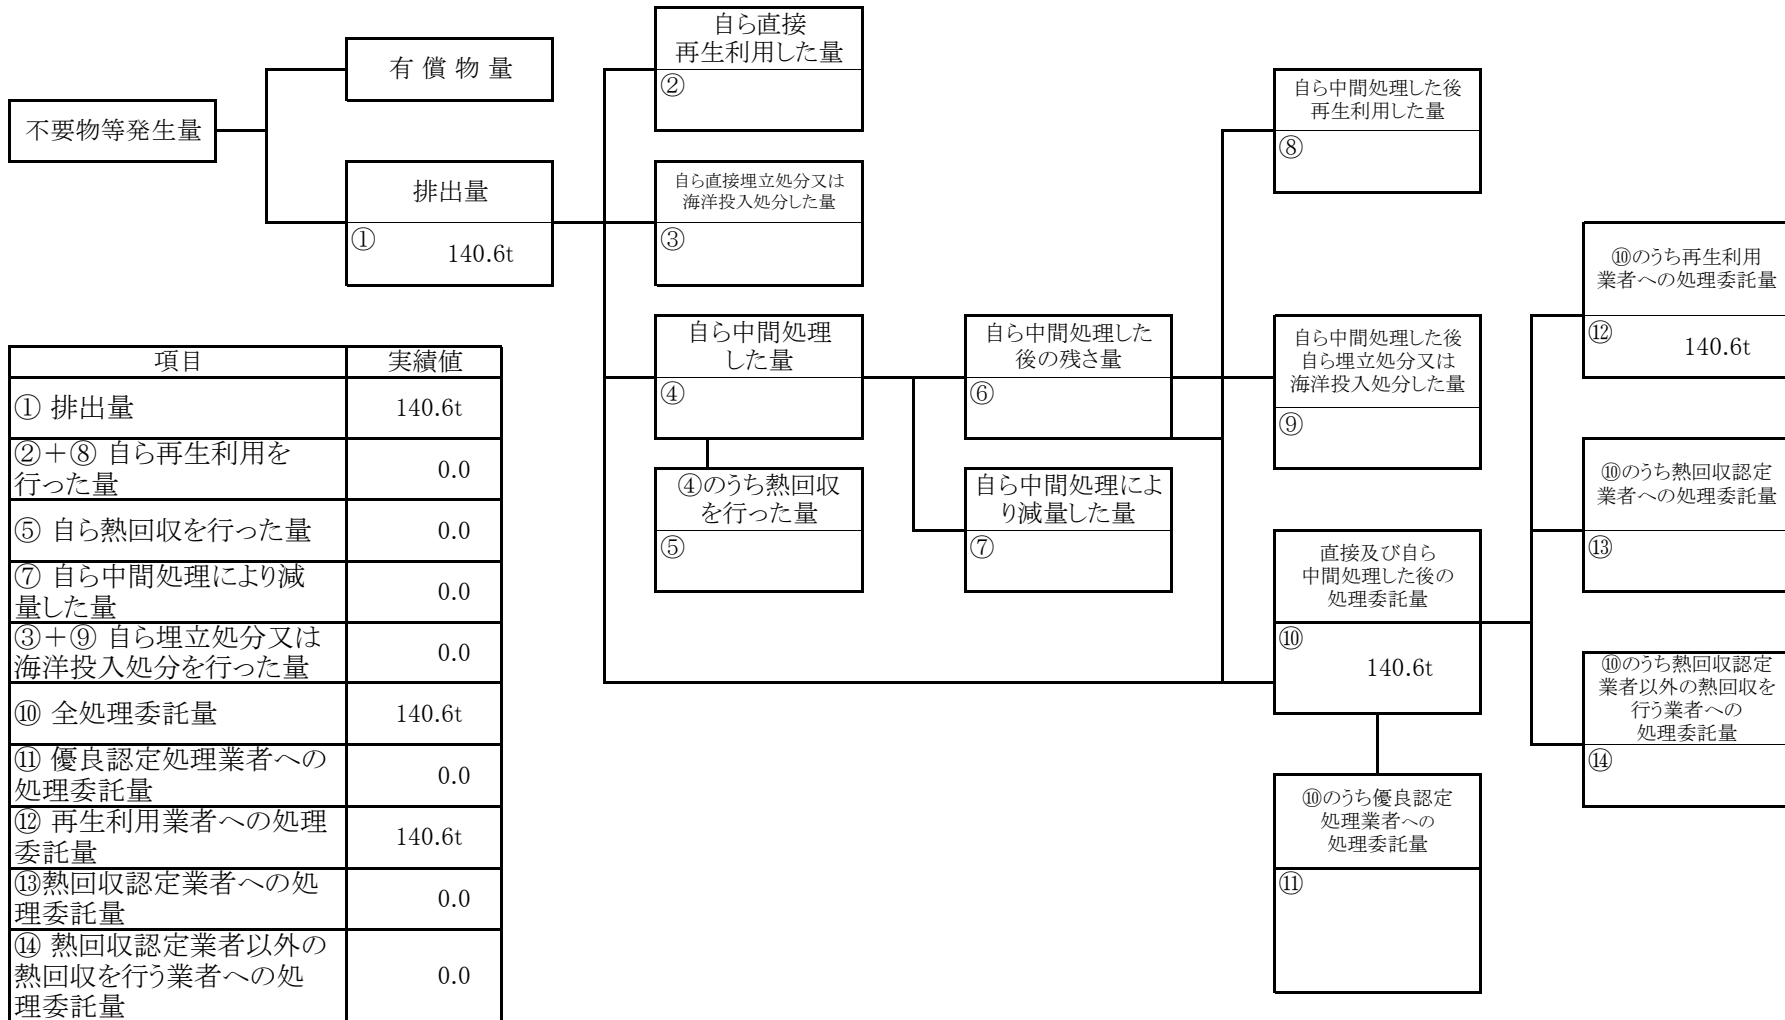 不要物等発生量
有 償 物 量
排出量
①
140.6t
自ら直接
再生利用した量
②
自ら直接埋立処分又は
海洋投入処分した量
③
自ら中間処理
した量
④
④のうち熱回収
を行った量
⑤
自ら中間処理した
後の残さ量
⑥
自ら中間処理によ
り減量した量
⑦
自ら中間処理した後
再生利用した量
⑧
自ら中間処理した後
自ら埋立処分又は
海洋投入処分した量
⑨
直接及び自ら
中間処理した後の
処理委託量
⑩
140.6t
⑩のうち優良認定
処理業者への
処理委託量
⑪
⑩のうち再生利用
業者への処理委託量
⑫
140.6t
⑩のうち熱回収認定
業者への処理委託量
⑬
⑩のうち熱回収認定
業者以外の熱回収を
行う業者への
処理委託量
⑭
項目 実績値
① 排出量 140.6t
②+⑧ 自ら再生利用を
行った量 0.0
⑤ 自ら熱回収を行った量 0.0
⑦ 自ら中間処理により減
量した量 0.0
③+⑨ 自ら埋立処分又は
海洋投入処分を行った量 0.0
⑩ 全処理委託量 140.6t
⑪ 優良認定処理業者への
処理委託量 0.0
⑫ 再生利用業者への処理
委託量 140.6t
⑬熱回収認定業者への処
理委託量 0.0
⑭ 熱回収認定業者以外の
熱回収を行う業者への処
理委託量 0.0